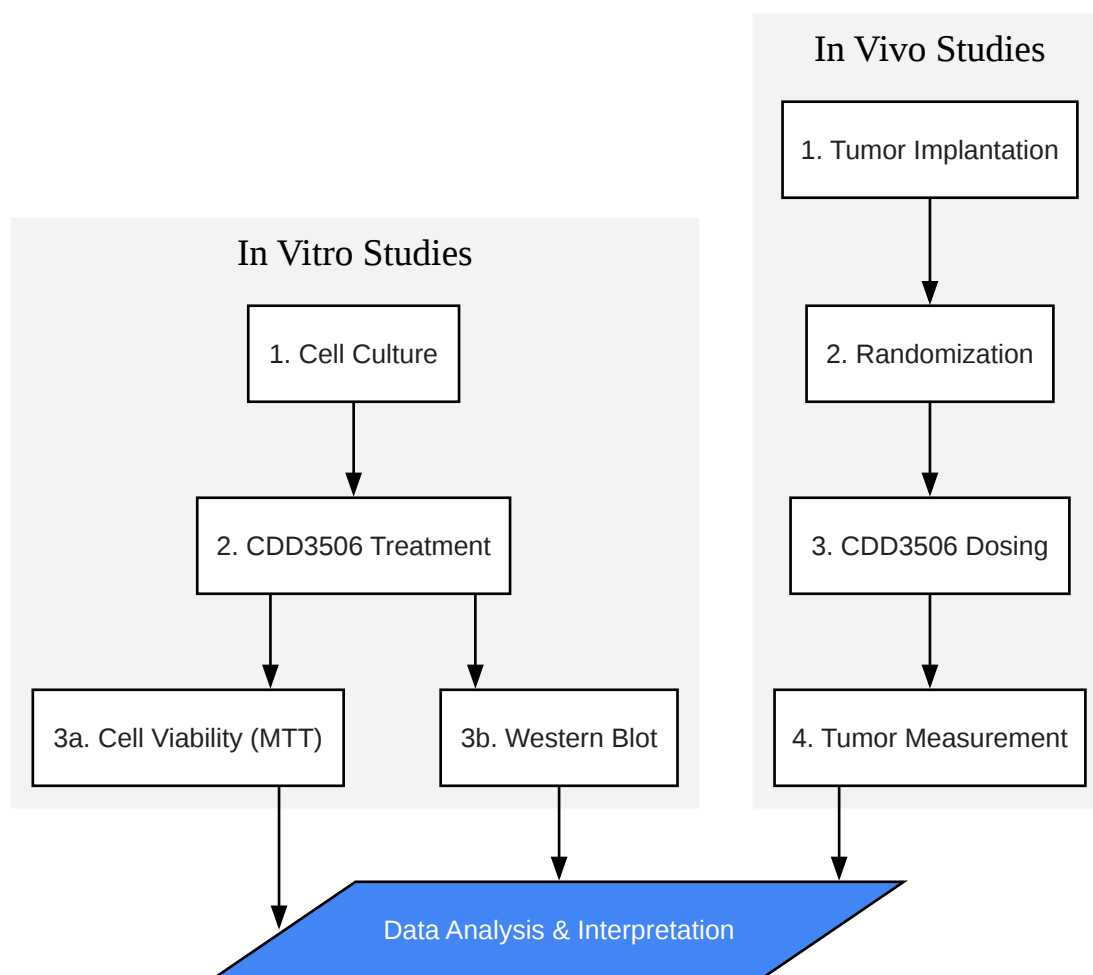 In Vitro Studies
1. Cell Culture
2. CDD3506 Treatment
3a. Cell Viability (MTT)
3b. Western Blot
In Vivo Studies
1. Tumor Implantation
2. Randomization
3. CDD3506 Dosing
4. Tumor Measurement
Data Analysis & Interpretation